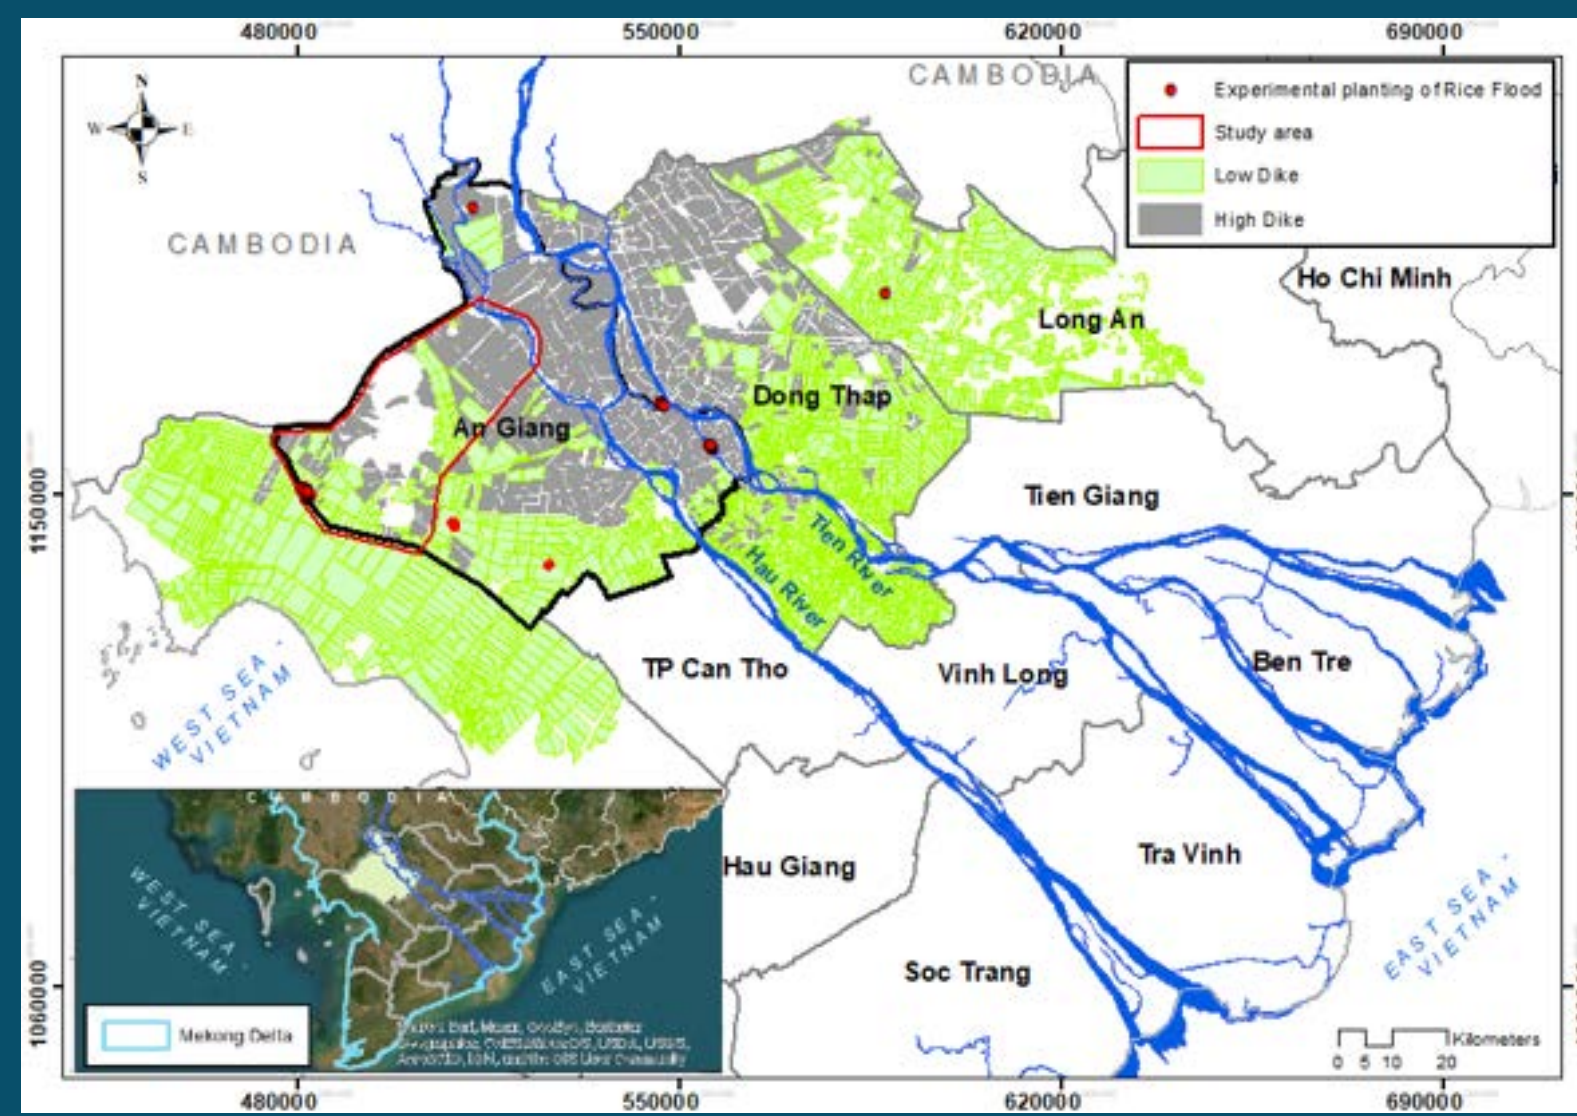 480000
550000
620000
690000
CAMBODIA
N
W
E
S
Experimental planting of Rice Flood
Study area
Low Dike
High Dike
CAMBODIA
Ho Chi Minh
Long An
Dong Thap
An Giang
1150000
Tien Giang
Tien River
Hau River
TP Can Tho
Vinh Long
Ben Tre
WEST SEA -
VIETNAM
CAMBODIA
Hau Giang
Tra Vinh
WEST SEA -
VIETNAM
EAST SEA -
VIETNAM
EAST SEA -
VIETNAM
Soc Trang
1060000
Mekong Delta
Kilometers
0 5 10 20
480000
550000
620000
690000